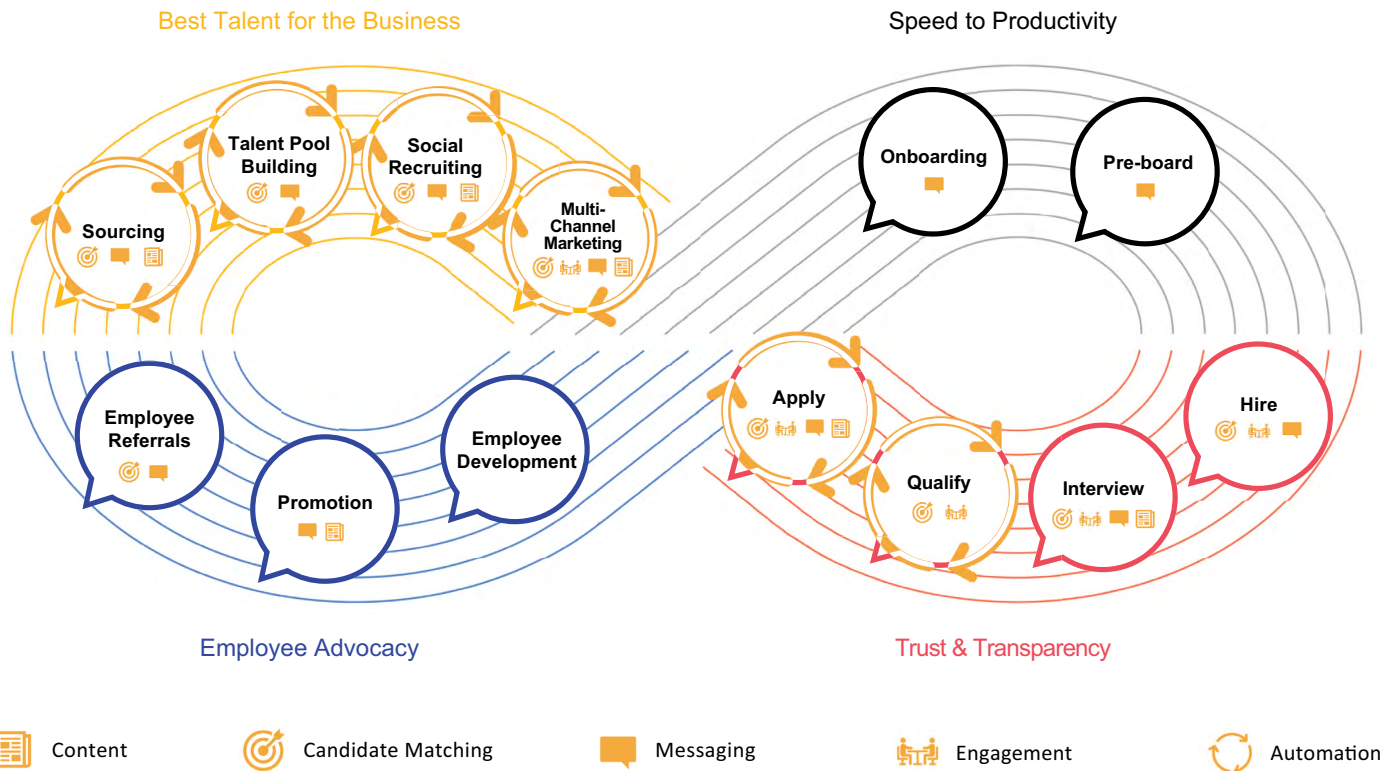 Best Talent for the Business
Speed to Productivity
Sourcing
Talent Pool
Building
Social
Recruiting
Multi-
Channel
Marketing
Onboarding
Pre-board
Employee
Referrals
Promotion
Employee
Development
Apply
Qualify
Interview
Hire
Employee Advocacy
Trust & Transparency
Content
Candidate Matching
Messaging
Engagement
Automation